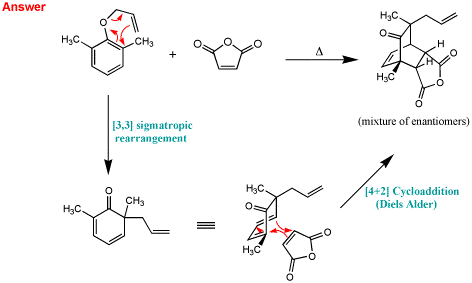 Answer
O
H₃C
CH₃
+
O
O
O
Δ
H₃C
O
H
H
H₃C
O
O
O
(mixture of enantiomers)
[3,3] sigmatropic
rearrangement
[4+2] Cycloaddition
(Diels Alder)
O
CH₃
H₃C
≡
H₃C
O
H₃C
O
O
O